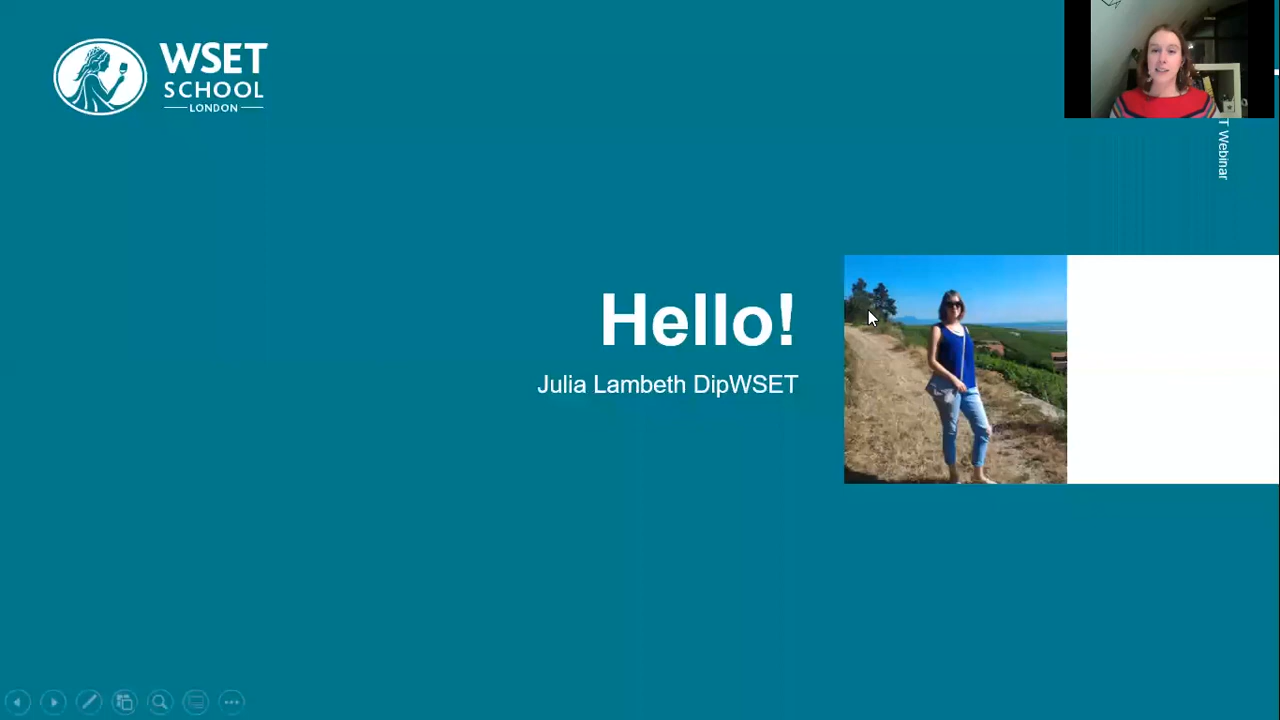 WSET
SCHOOL
LONDON
T Webinar
Hello!
Julia Lambeth DipWSET